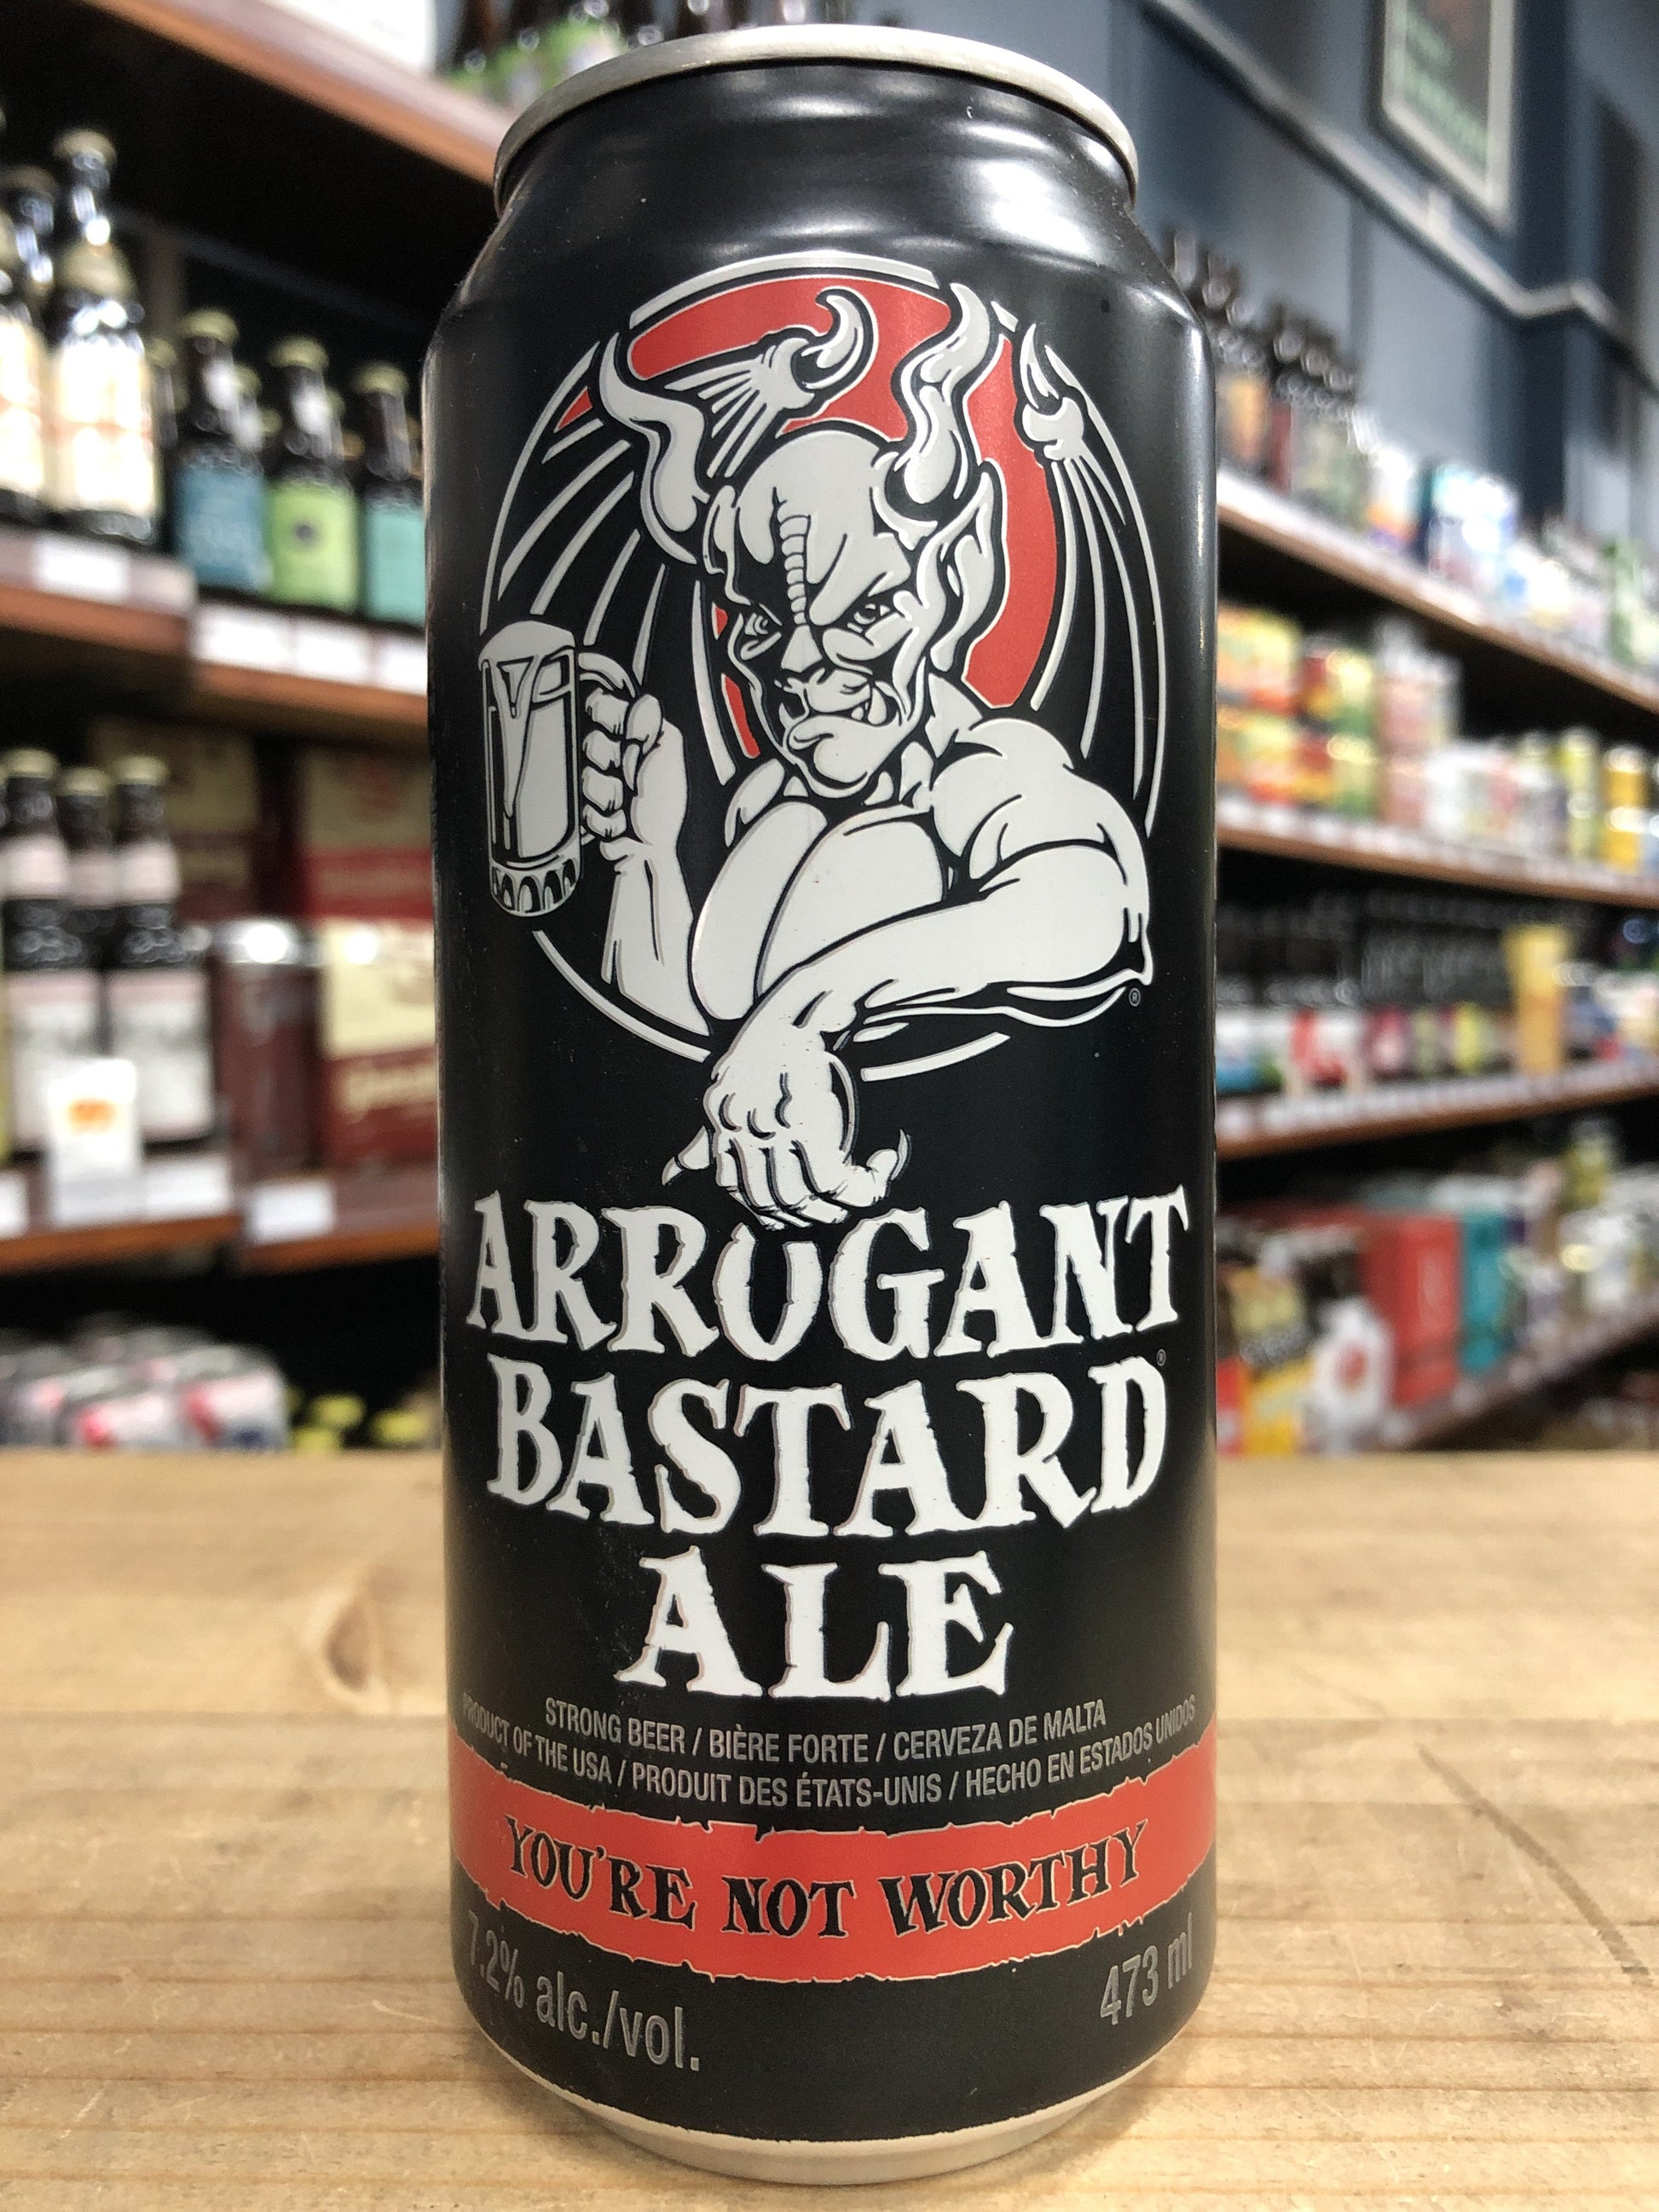 ARROGANT
BASTARD®
ALE
STRONG BEER / BIÈRE FORTE / CERVEZA DE MALTA
PRODUCT OF THE USA / PRODUIT DES ÉTATS-UNIS / HECHO EN ESTADOS UNIDOS
YOU'RE NOT WORTHY
7.2% alc./vol.
473 ml